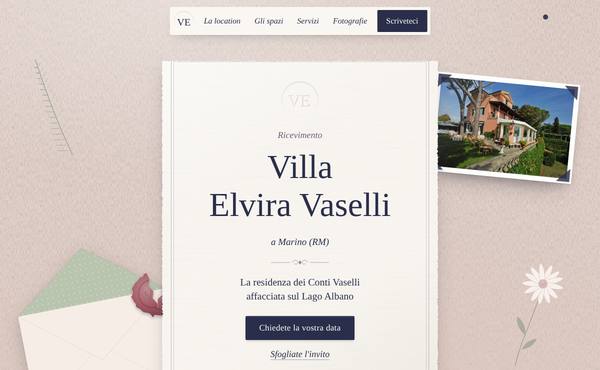 VE
La location
Gli spazi
Servizi
Fotografie
Scriveteci
VE
Ricevimento
Villa
Elvira Vaselli
a Marino (RM)
La residenza dei Conti Vaselli
affacciata sul Lago Albano
Chiedete la vostra data
Sfogliate l'invito